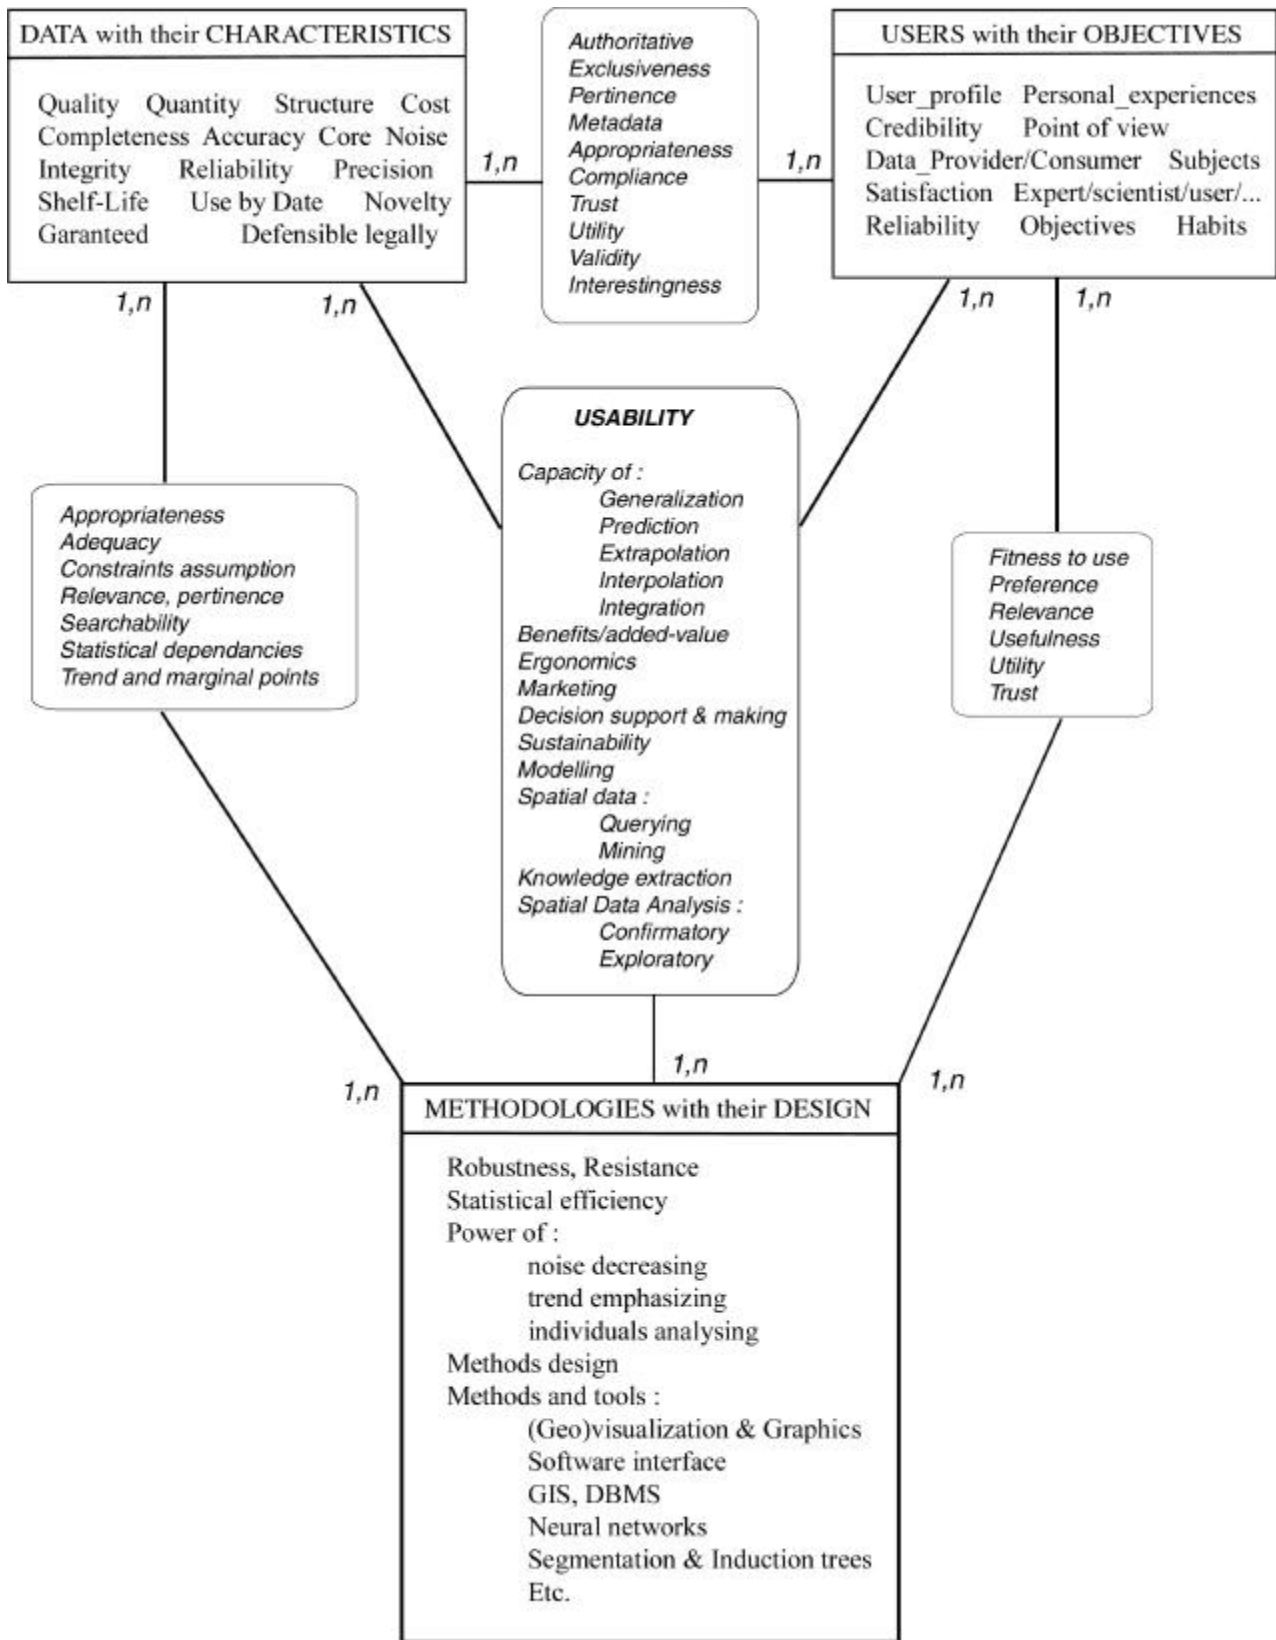 DATA with their CHARACTERISTICS
Quality Quantity Structure Cost
Completeness Accuracy Core Noise
Integrity Reliability Precision
Shelf-Life Use by Date Novelty
Garanteed Defensible legally
1,n
Authoritative
Exclusiveness
Pertinence
Metadata
Appropriateness
Compliance
Trust
Utility
Validity
Interestingness
1,n
USERS with their OBJECTIVES
User_profile Personal_experiences
Credibility Point of view
Data_Provider/Consumer Subjects
Satisfaction Expert/scientist/user/...
Reliability Objectives Habits
1,n
1,n
1,n
1,n
Appropriateness
Adequacy
Constraints assumption
Relevance, pertinence
Searchability
Statistical dependancies
Trend and marginal points
USABILITY
Capacity of :
Generalization
Prediction
Extrapolation
Interpolation
Integration
Benefits/added-value
Ergonomics
Marketing
Decision support & making
Sustainability
Modelling
Spatial data :
Querying
Mining
Knowledge extraction
Spatial Data Analysis :
Confirmatory
Exploratory
Fitness to use
Preference
Relevance
Usefulness
Utility
Trust
1,n
1,n
1,n
METHODOLOGIES with their DESIGN
Robustness, Resistance
Statistical efficiency
Power of :
noise decreasing
trend emphasizing
individuals analysing
Methods design
Methods and tools :
(Geo)visualization & Graphics
Software interface
GIS, DBMS
Neural networks
Segmentation & Induction trees
Etc.